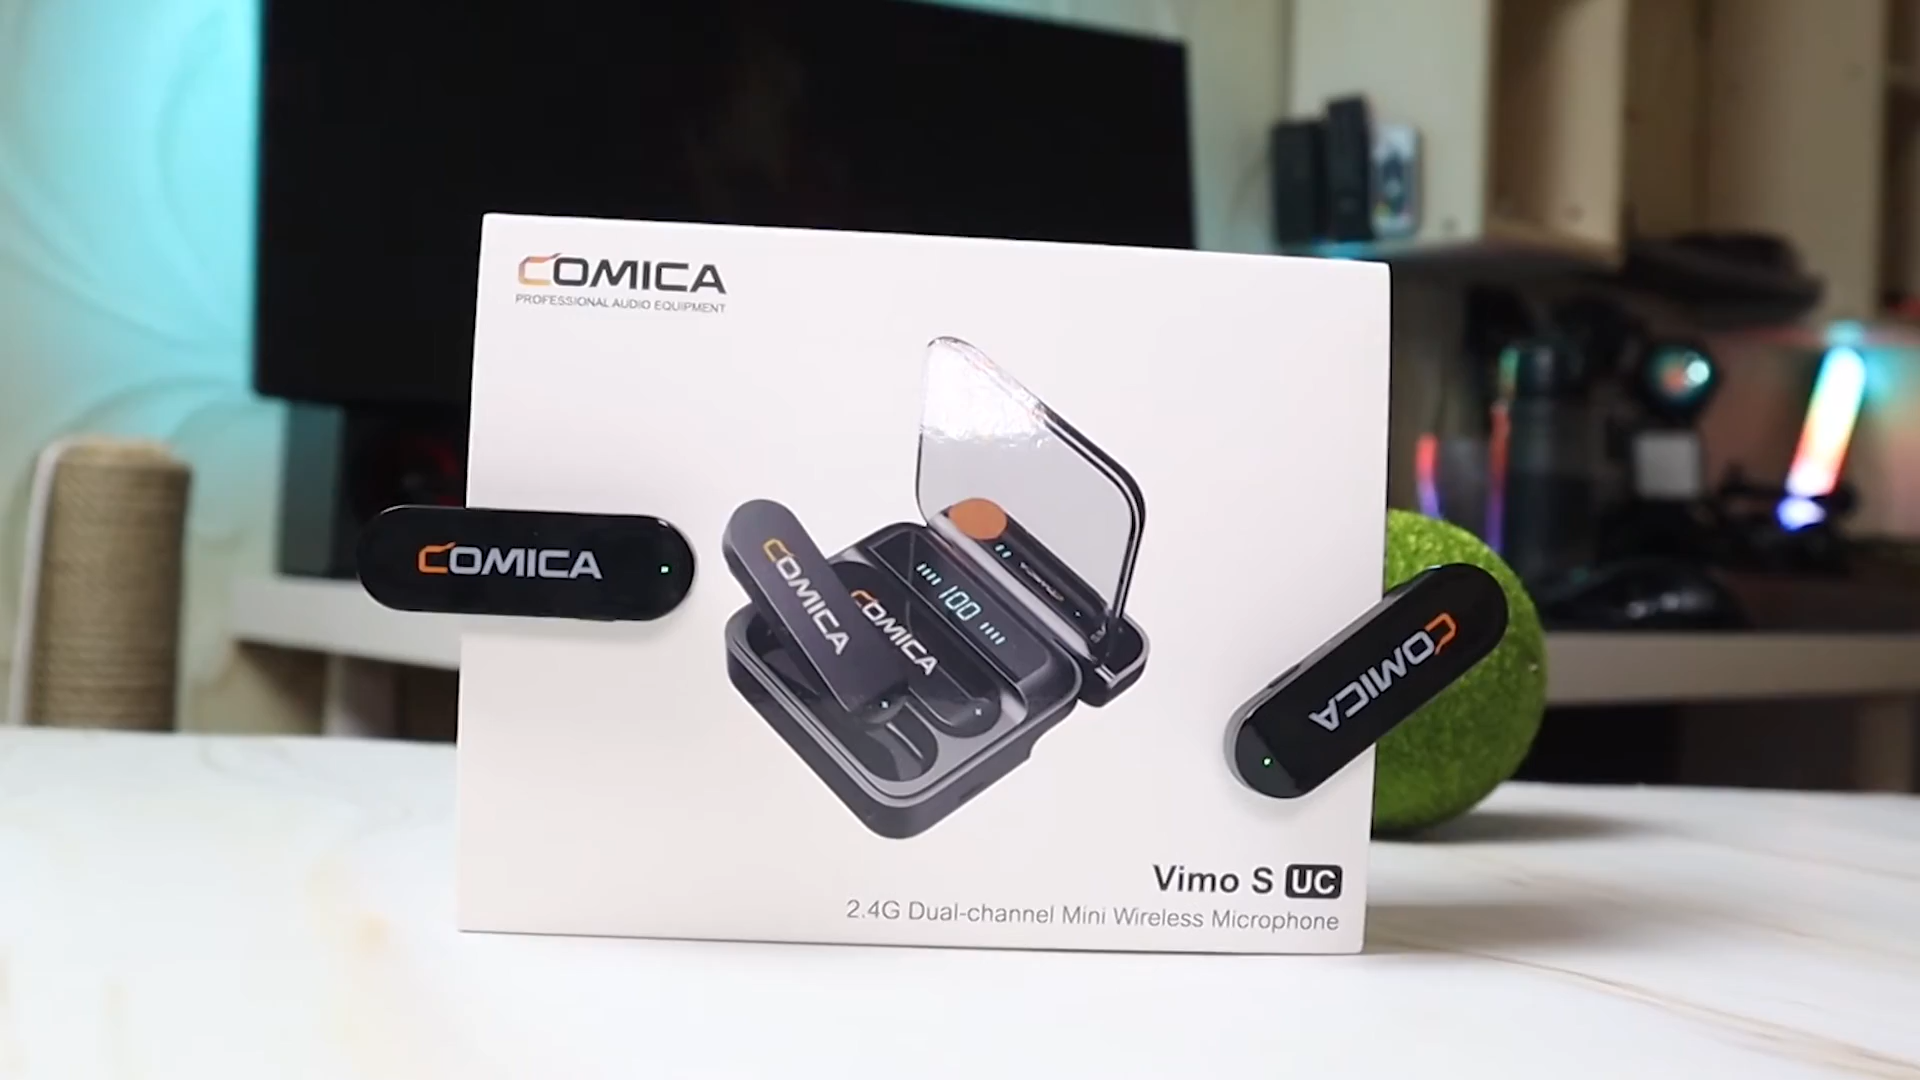 COMICA
PROFESSIONAL AUDIO EQUIPMENT
COMICA
COMICA
COMICA
100
COMICA
Vimo S UC
2.4G Dual-channel Mini Wireless Microphone